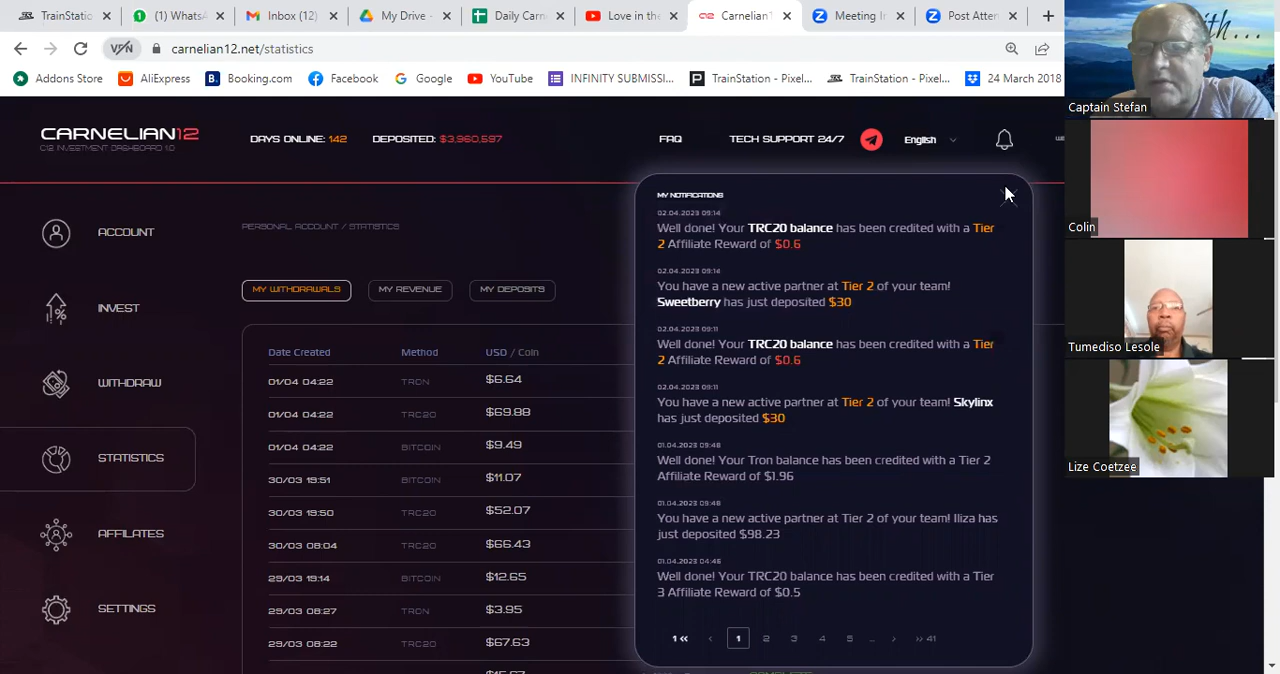 TrainStatio
(1) WhatsA
Inbox (12)
My Drive -
Daily Carn
Love in the
Carnelian1
Meeting I
Post Atten
carnelian12.net/statistics
Addons Store
AliExpress
Booking.com
Facebook
Google
YouTube
INFINITY SUBMISSI...
TrainStation - Pixel...
TrainStation - Pixel...
24 March 2018
with...
Captain Stefan
Colin
Tumediso Lesole
Lize Coetzee
CARNELIAN12
C12 INVESTMENT DASHBOARD 1.0
DAYS ONLINE: 142
DEPOSITED: $3,960,597
FAQ
TECH SUPPORT 24/7
English
ACCOUNT
INVEST
WITHDRAW
STATISTICS
AFFILIATES
SETTINGS
PERSONAL ACCOUNT / STATISTICS
MY WITHDRAWALS
MY REVENUE
MY DEPOSITS
Date Created Method USD / Coin
01/04 04:22 TRON $6.64
01/04 04:22 TRC20 $69.88
01/04 04:22 BITCOIN $9.49
30/03 19:51 BITCOIN $11.07
30/03 19:50 TRC20 $52.07
30/03 08:04 TRC20 $66.43
29/03 19:14 BITCOIN $12.65
29/03 08:27 TRON $3.95
29/03 08:22 TRC20 $67.63
MY NOTIFICATIONS
02.04.2023 09:14
Well done! Your TRC20 balance has been credited with a Tier
2 Affiliate Reward of $0.6
02.04.2023 09:14
You have a new active partner at Tier 2 of your team!
Sweetberry has just deposited $30
02.04.2023 09:11
Well done! Your TRC20 balance has been credited with a Tier
2 Affiliate Reward of $0.6
02.04.2023 09:11
You have a new active partner at Tier 2 of your team! Skylinx
has just deposited $30
01.04.2023 09:48
Well done! Your Tron balance has been credited with a Tier 2
Affiliate Reward of $1.96
01.04.2023 09:48
You have a new active partner at Tier 2 of your team! Iliza has
just deposited $98.23
01.04.2023 04:46
Well done! Your TRC20 balance has been credited with a Tier
3 Affiliate Reward of $0.5
1 « ‹ 1 2 3 4 5 ... › » 41